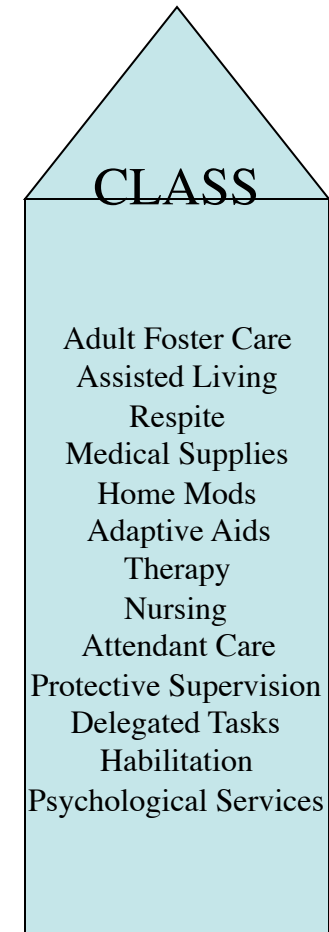 CLASS
Adult Foster Care
Assisted Living
Respite
Medical Supplies
Home Mods
Adaptive Aids
Therapy
Nursing
Attendant Care
Protective Supervision
Delegated Tasks
Habilitation
Psychological Services